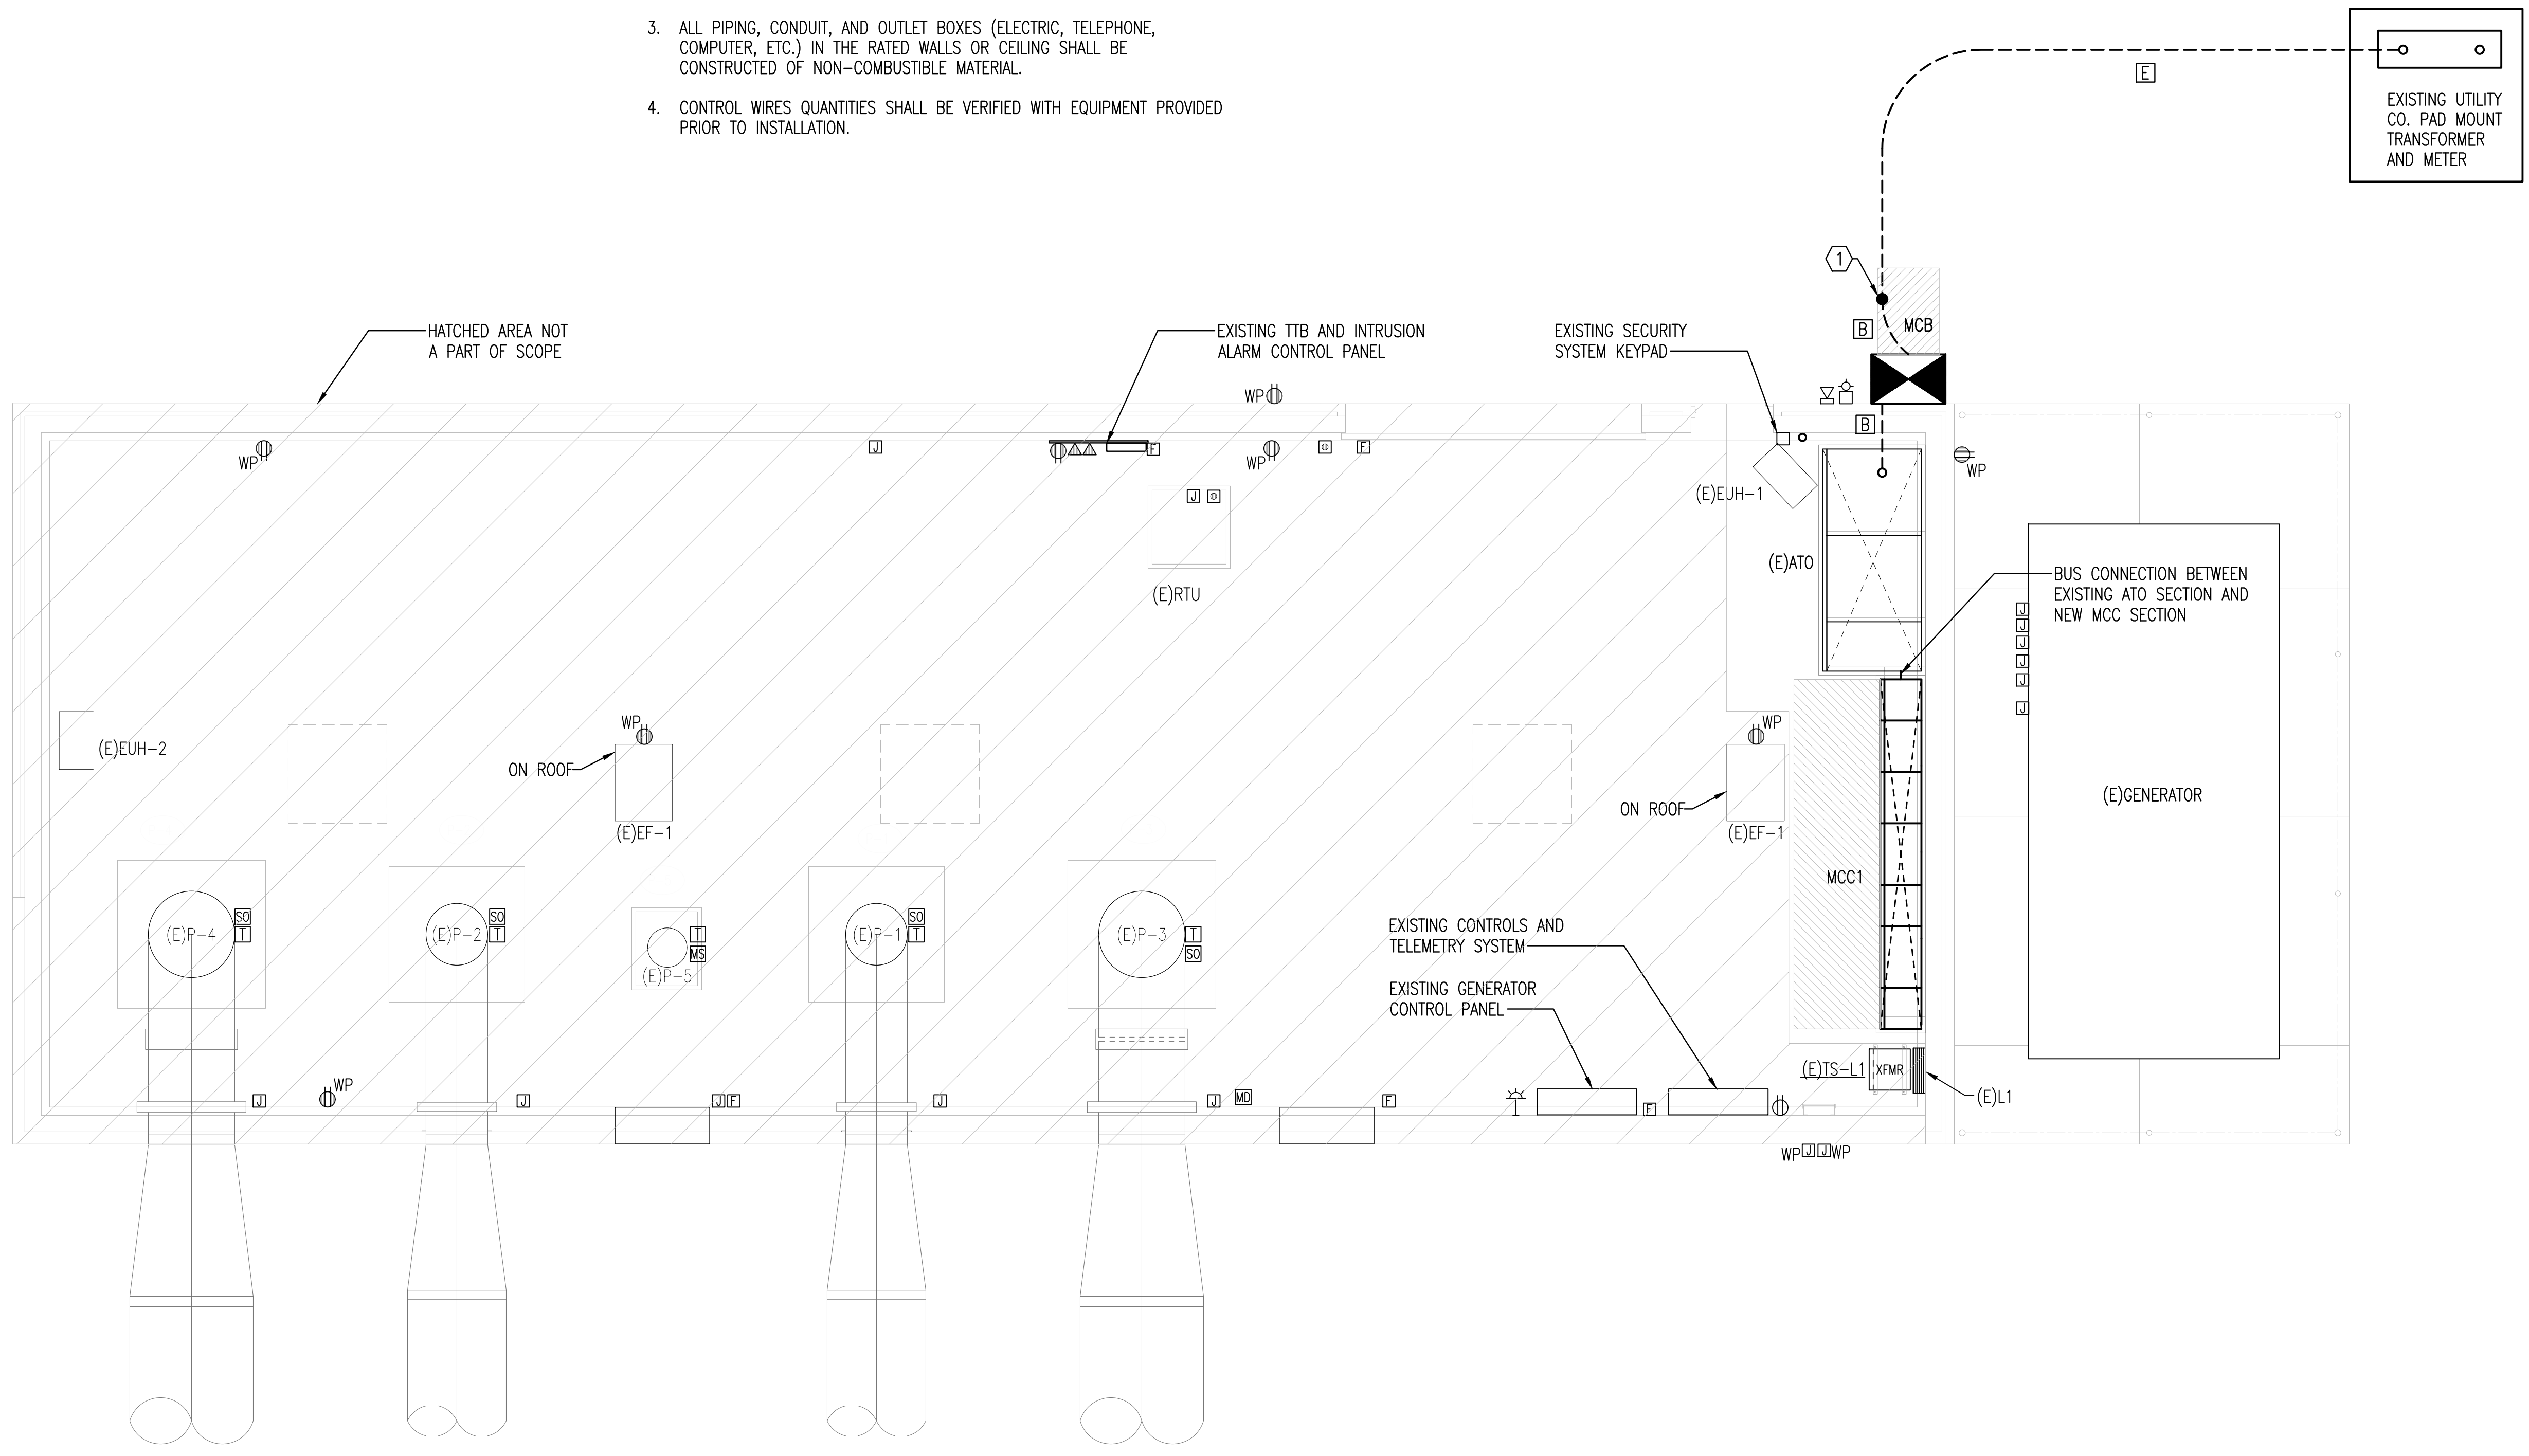 3. ALL PIPING, CONDUIT, AND OUTLET BOXES (ELECTRIC, TELEPHONE,
COMPUTER, ETC.) IN THE RATED WALLS OR CEILING SHALL BE
CONSTRUCTED OF NON-COMBUSTIBLE MATERIAL.
4. CONTROL WIRES QUANTITIES SHALL BE VERIFIED WITH EQUIPMENT PROVIDED
PRIOR TO INSTALLATION.
E
EXISTING UTILITY
CO. PAD MOUNT
TRANSFORMER
AND METER
1
B
MCB
HATCHED AREA NOT
A PART OF SCOPE
EXISTING TTB AND INTRUSION
ALARM CONTROL PANEL
EXISTING SECURITY
SYSTEM KEYPAD
WP
B
WP
J
F
WP
F
WP
J
(E)EUH-1
(E)ATO
(E)RTU
BUS CONNECTION BETWEEN
EXISTING ATO SECTION AND
NEW MCC SECTION
J
J
J
J
J
J
(E)EUH-2
WP
ON ROOF
(E)EF-1
WP
ON ROOF
(E)EF-1
(E)GENERATOR
MCC1
(E)P-4
SO
T
(E)P-2
SO
T
T
MS
(E)P-5
(E)P-1
SO
T
(E)P-3
T
SO
EXISTING CONTROLS AND
TELEMETRY SYSTEM
EXISTING GENERATOR
CONTROL PANEL
(E)TS-L1
XFMR
(E)L1
J
WP
J
J
F
J
J
MD
F
F
WP
J
J
WP